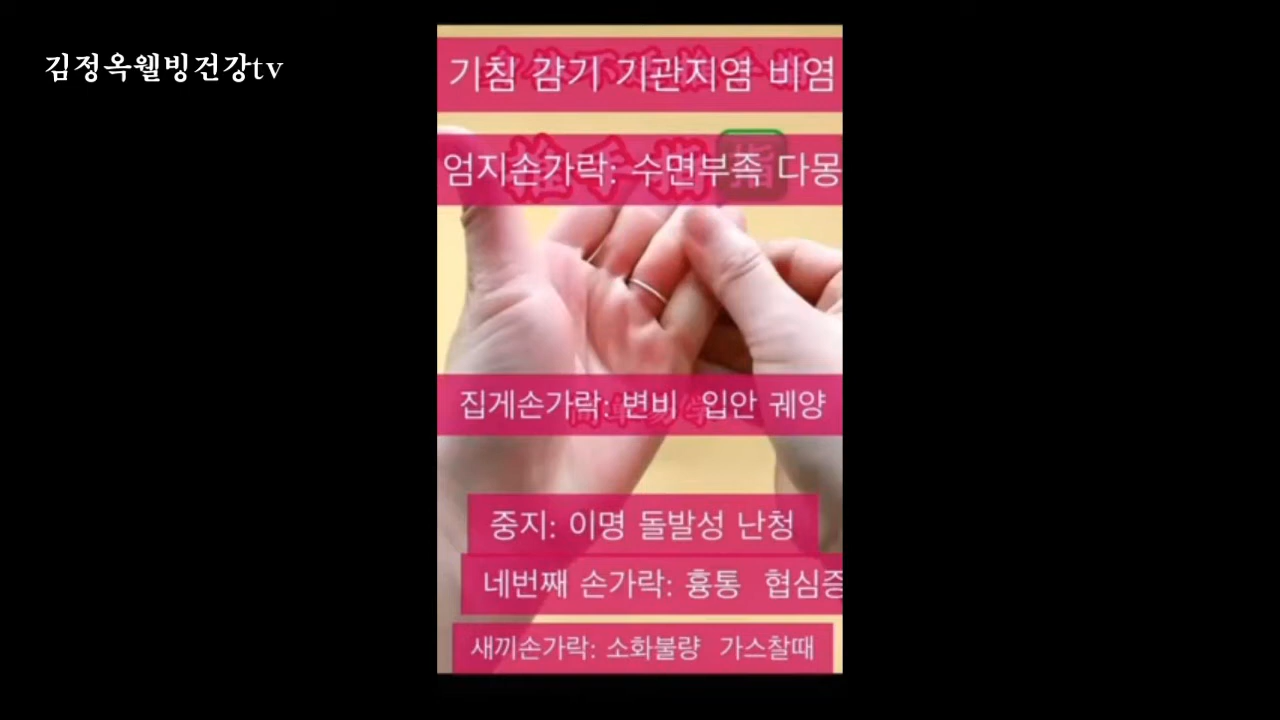 김정옥웰빙건강tv
기침 감기 기관지염 비염
엄지손가락: 수면부족 다몽
집게손가락: 변비 입안 궤양
중지: 이명 돌발성 난청
네번째 손가락: 흉통 협심증
새끼손가락: 소화불량 가스찰때